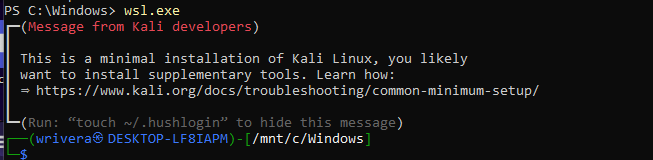 PS C:\Windows> wsl.exe
┏━(Message from Kali developers)
┃
┃ This is a minimal installation of Kali Linux, you likely
┃ want to install supplementary tools. Learn how:
┃ ⇒ https://www.kali.org/docs/troubleshooting/common-minimum-setup/
┃
┗━(Run: “touch ~/.hushlogin” to hide this message)
┌──(wrivera㉿DESKTOP-LF8IAPM)-[/mnt/c/Windows]
└─$